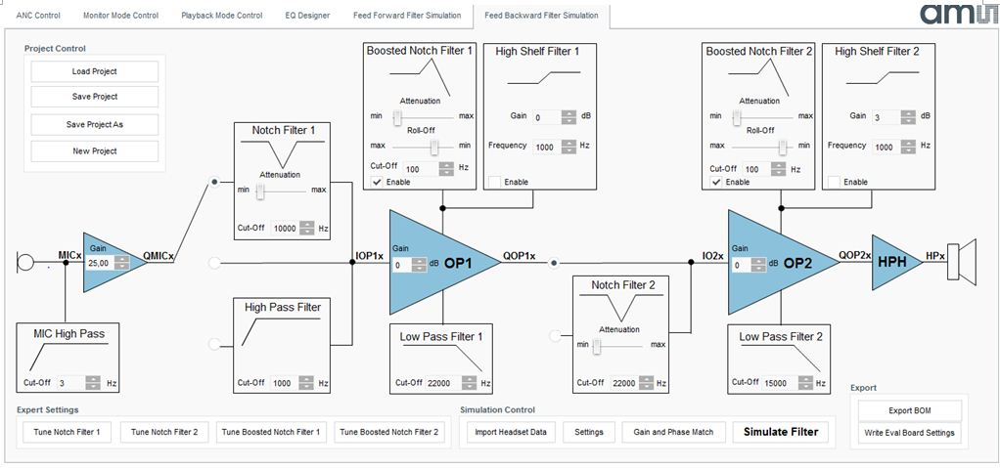 ANC Control Monitor Mode Control Playback Mode Control EQ Designer Feed Forward Filter Simulation Feed Backward Filter Simulation
amu
Project Control
Load Project
Save Project
Save Project As
New Project
Notch Filter 1
Attenuation
min max
Cut-Off 10000 Hz
Boosted Notch Filter 1
Attenuation
min max
Roll-Off
max min
Cut-Off 100 Hz
Enable
High Shelf Filter 1
Gain 0 dB
Frequency 1000 Hz
Enable
Boosted Notch Filter 2
Attenuation
min max
Roll-Off
max min
Cut-Off 100 Hz
Enable
High Shelf Filter 2
Gain 3 dB
Frequency 1000 Hz
Enable
MICx
Gain
25,00
QMICx
IOP1x
Gain
0 dB
OP1
QOP1x
IO2x
Gain
0 dB
OP2
QOP2x
HPH
HPx
MIC High Pass
Cut-Off 3 Hz
High Pass Filter
Cut-Off 1000 Hz
Low Pass Filter 1
Cut-Off 22000 Hz
Notch Filter 2
Attenuation
min max
Cut-Off 22000 Hz
Low Pass Filter 2
Cut-Off 15000 Hz
Expert Settings
Tune Notch Filter 1 Tune Notch Filter 2 Tune Boosted Notch Filter 1 Tune Boosted Notch Filter 2
Simulation Control
Import Headset Data Settings Gain and Phase Match Simulate Filter
Export
Export BOM
Write Eval Board Settings